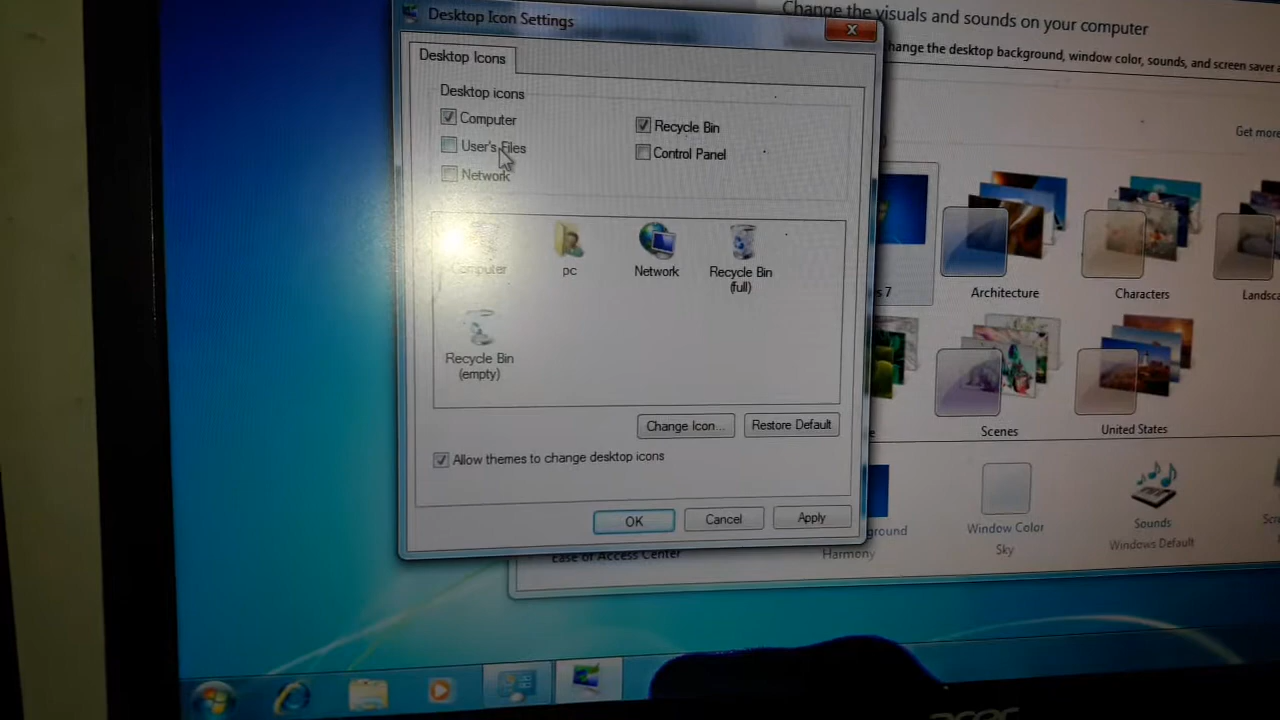 Desktop Icon Settings
Change the visuals and sounds on your computer
hange the desktop background, window color, sounds, and screen saver a
Desktop Icons
Desktop icons
Computer
Recycle Bin
User's Files
Control Panel
Network
Get more
Computer
pc
Network
Recycle Bin
(full)
Recycle Bin
(empty)
s 7
Architecture
Characters
Landsca
Scenes
United States
Change Icon...
Restore Default
Allow themes to change desktop icons
OK
Cancel
Apply
ground
Harmony
Window Color
Sky
Sounds
Windows Default
Scr
Ease of Access Center
acer